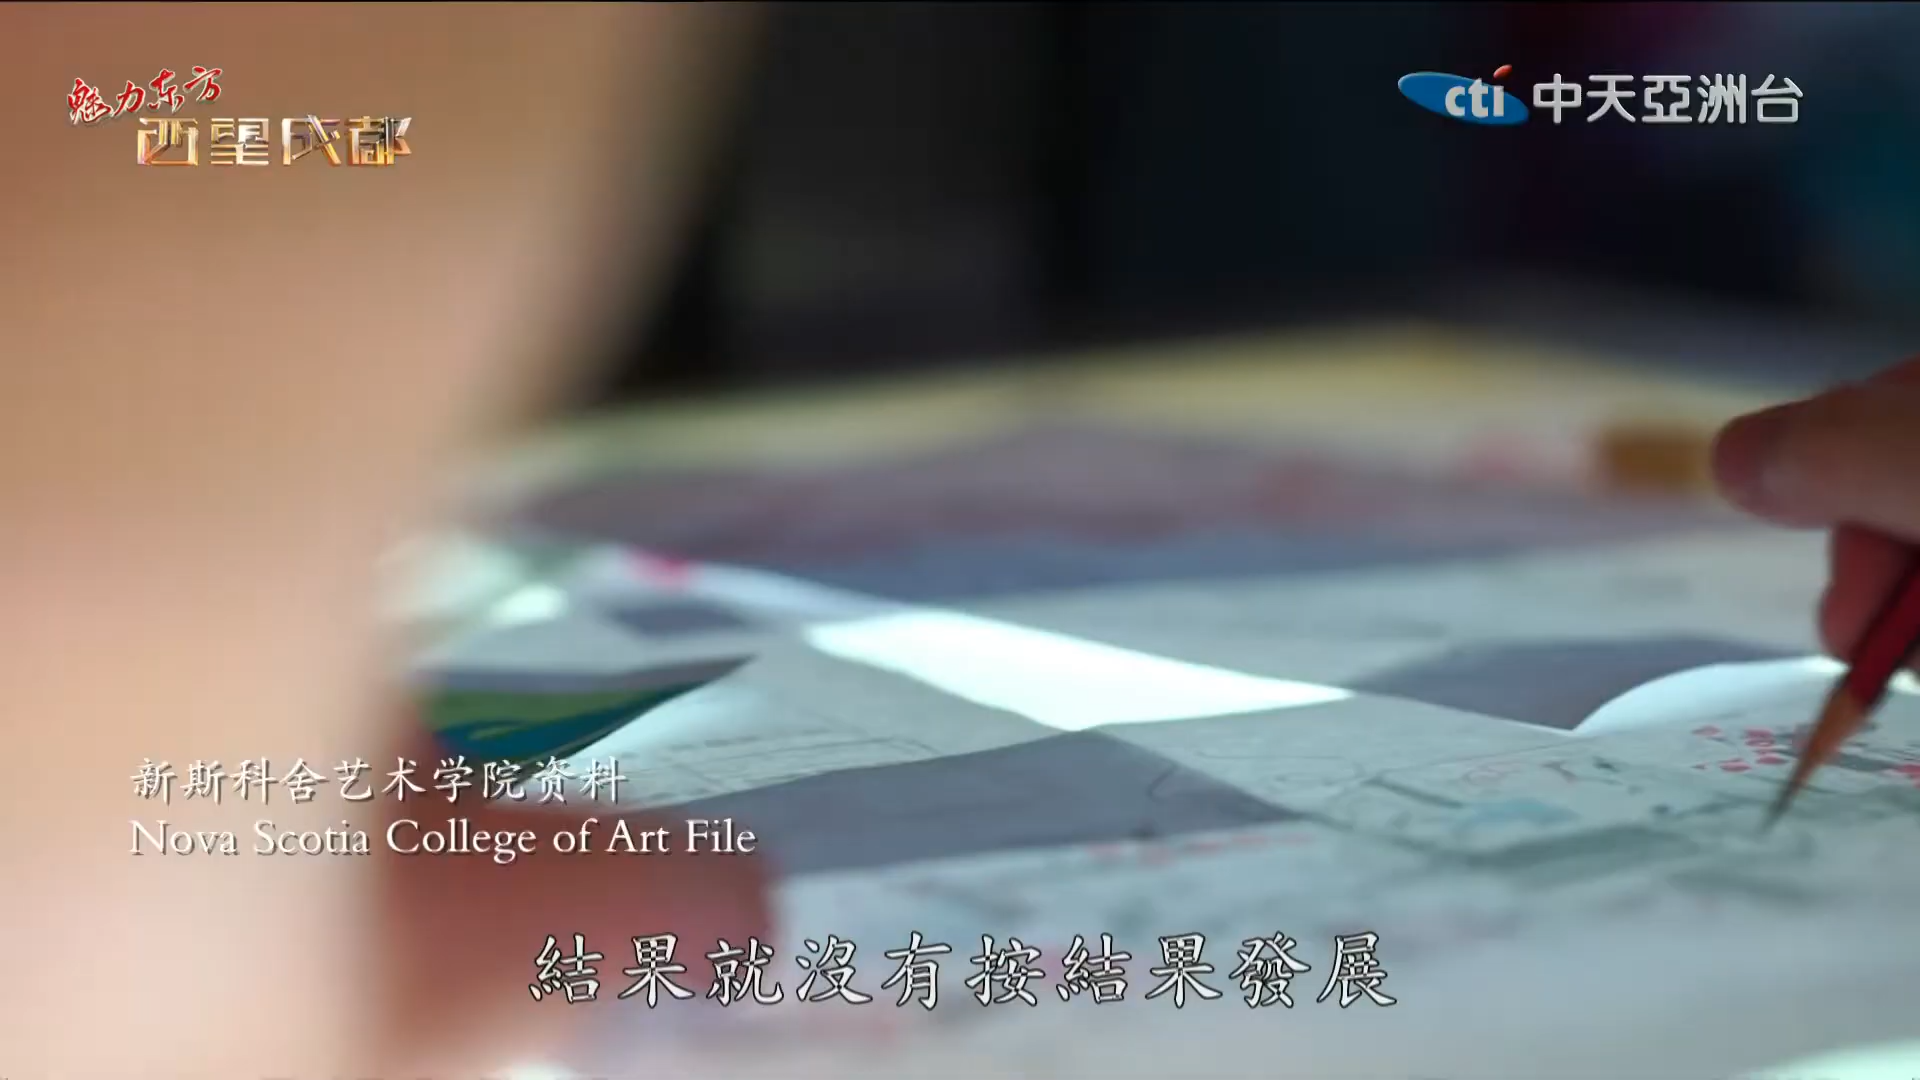 魅力东方
西望成都
cti 中天亞洲台
新斯科舍艺术学院资料
Nova Scotia College of Art File
結果就沒有按結果發展